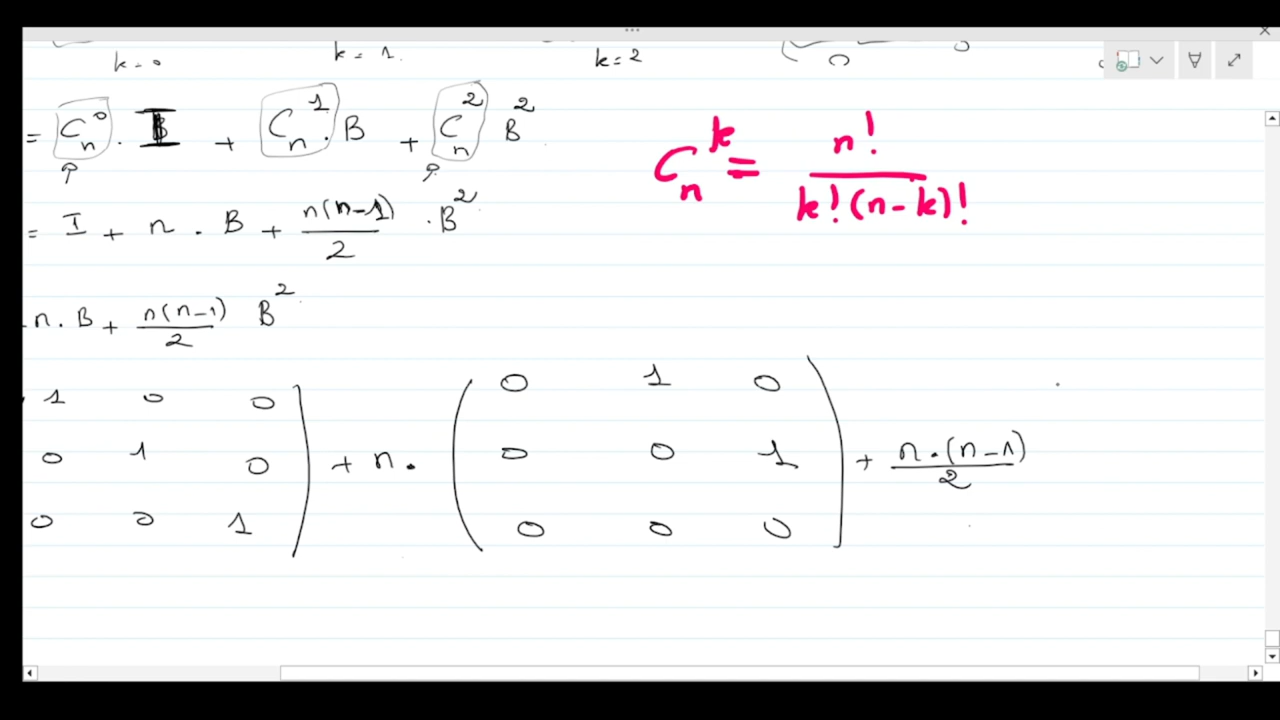 k=0 k=1. k=2
= C_n^0 . I + C_n^1 . B + C_n^2 B^2
C_n^k = n! / k!(n-k)!
= I + n . B + n(n-1)/2 . B^2
n. B + n(n-1)/2 B^2
1 0 0 0 1 0
0 1 0 + n. 0 0 1 + n.(n-1)/2
0 0 1 0 0 0